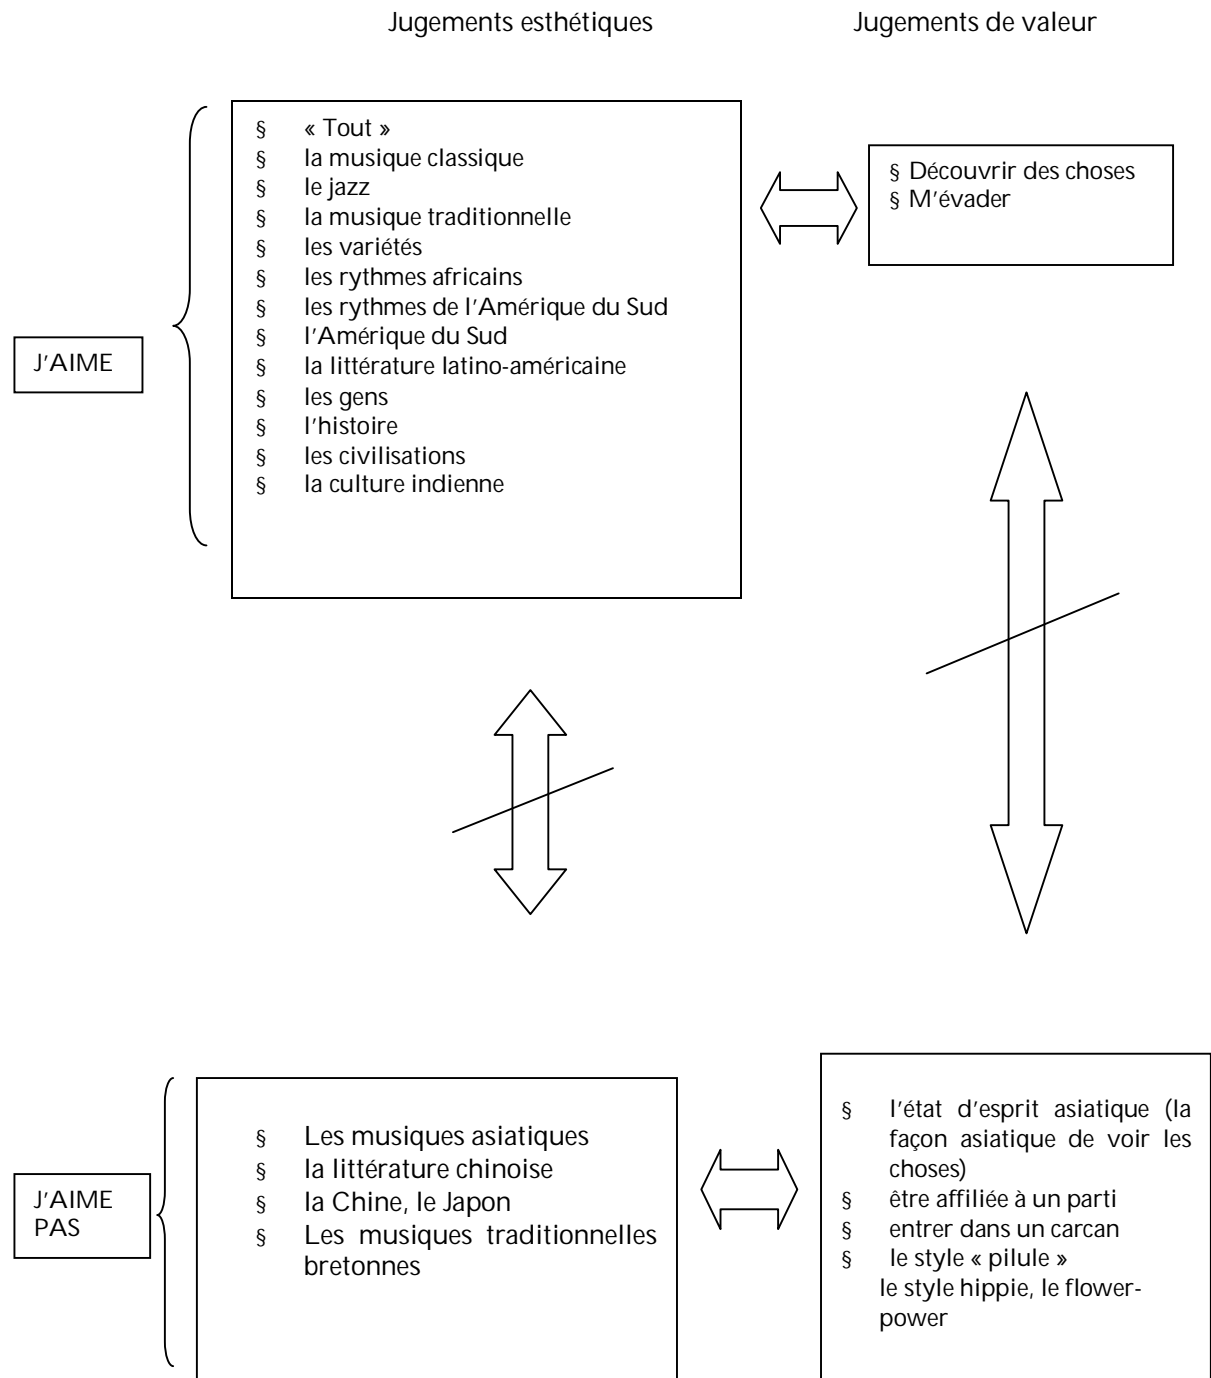 Jugements esthétiques Jugements de valeur
§ « Tout »
§ la musique classique
§ le jazz
§ la musique traditionnelle
§ les variétés
§ les rythmes africains
§ les rythmes de l'Amérique du Sud
§ l'Amérique du Sud
§ la littérature latino-américaine
§ les gens
§ l'histoire
§ les civilisations
§ la culture indienne
§ Découvrir des choses
§ M'évader
J'AIME
J'AIME
PAS
§ Les musiques asiatiques
§ la littérature chinoise
§ la Chine, le Japon
§ Les musiques traditionnelles
bretonnes
§ l'état d'esprit asiatique (la
façon asiatique de voir les
choses)
§ être affiliée à un parti
§ entrer dans un carcan
§ le style « pilule »
le style hippie, le flower-
power